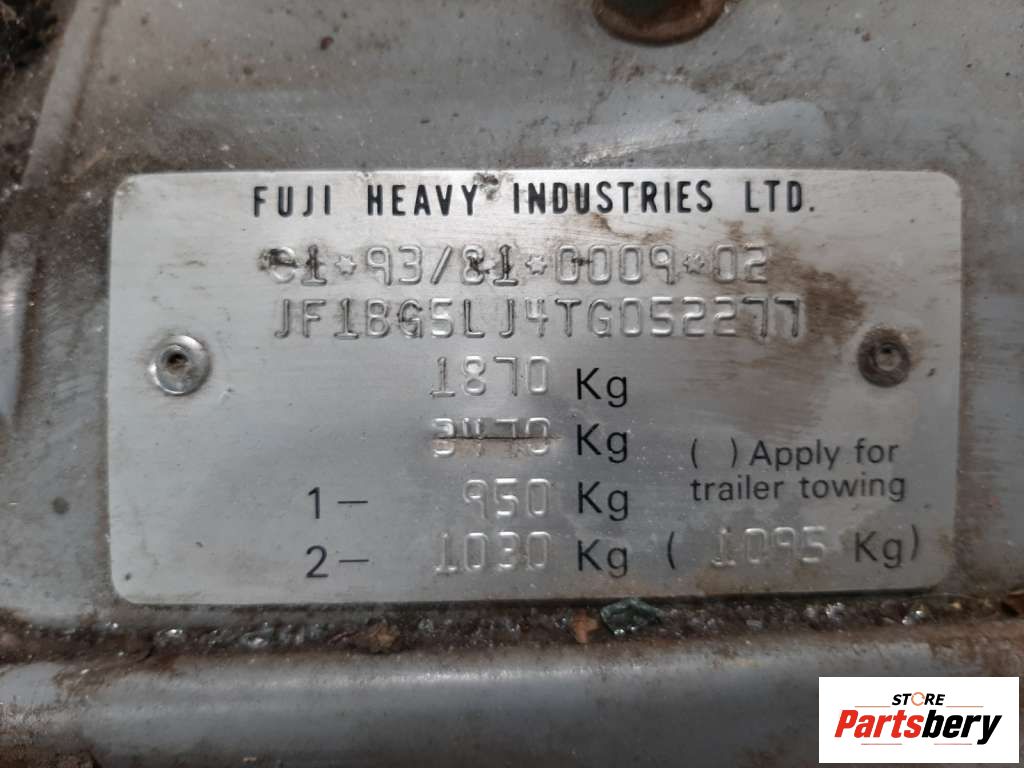 FUJI HEAVY INDUSTRIES LTD.
e1*93/81*0009*02
JF1BG5LJ4TG052277
1870 Kg
3470 Kg
( ) Apply for
trailer towing
1- 950 Kg
2- 1030 Kg ( 1095 Kg)
STORE
Partsbery